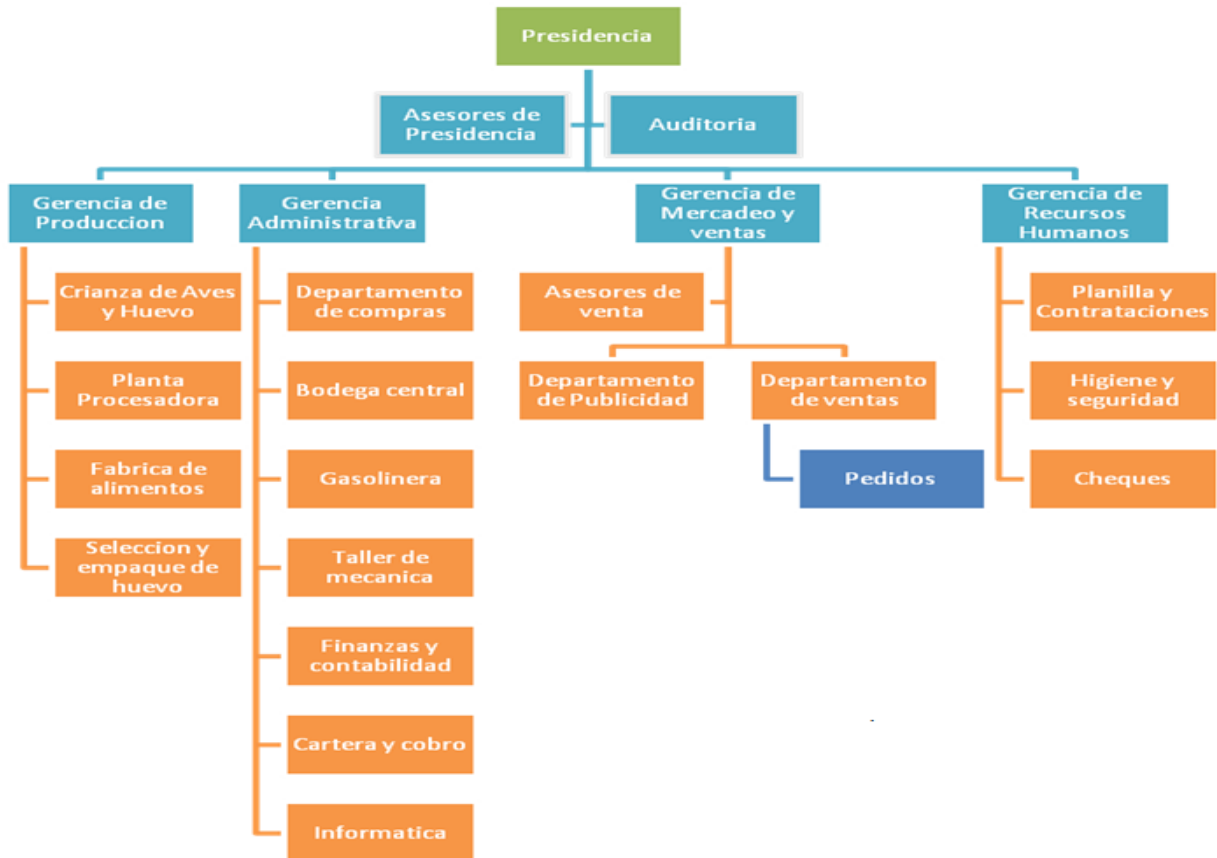 Presidencia
Asesores de
Presidencia
Auditoria
Gerencia de
Produccion
Gerencia
Administrativa
Gerencia de
Mercadeo y
ventas
Gerencia de
Recursos
Humanos
Crianza de Aves
y Huevo
Planta
Procesadora
Fabrica de
alimentos
Seleccion y
empaque de
huevo
Departamento
de compras
Bodega central
Gasolinera
Taller de
mecanica
Finanzas y
contabilidad
Cartera y cobro
Informatica
Asesores de
venta
Departamento
de Publicidad
Departamento
de ventas
Pedidos
Planilla y
Contrataciones
Higiene y
seguridad
Cheques